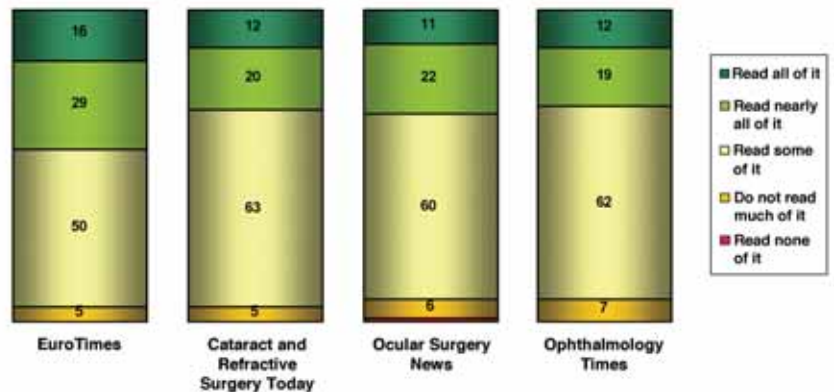 16
29
50
5
EuroTimes
12
20
63
5
Cataract and
Refractive
Surgery Today
11
22
60
6
Ocular Surgery
News
12
19
62
7
Ophthalmology
Times
Read all of it
Read nearly
all of it
Read some
of it
Do not read
much of it
Read none
of it